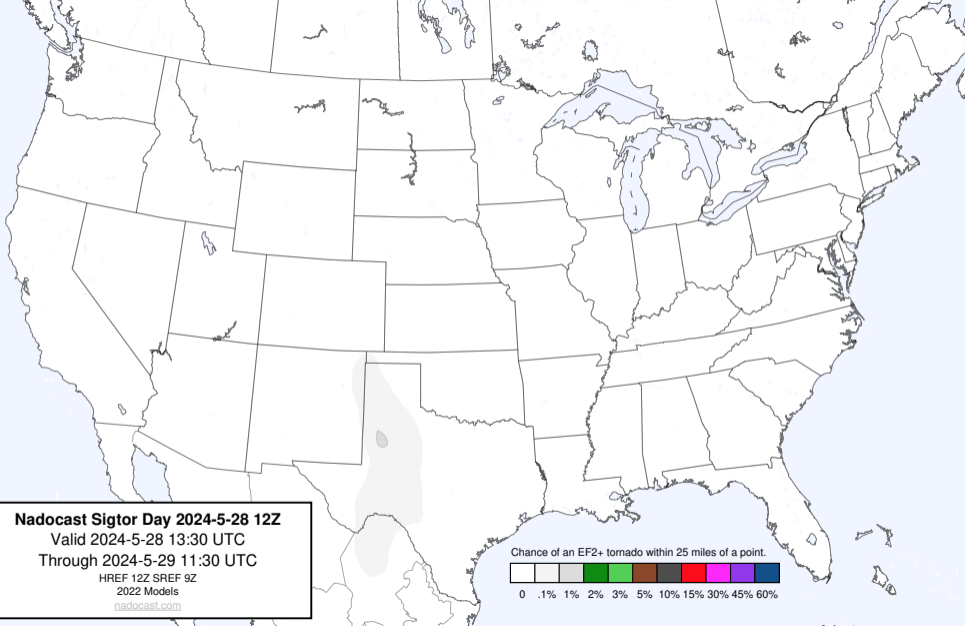 Nadocast Sigtor Day 2024-5-28 12Z
Valid 2024-5-28 13:30 UTC
Through 2024-5-29 11:30 UTC
HREF 12Z SREF 9Z
2022 Models
nadocast.com
Chance of an EF2+ tornado within 25 miles of a point.
0 .1% 1% 2% 3% 5% 10% 15% 30% 45% 60%